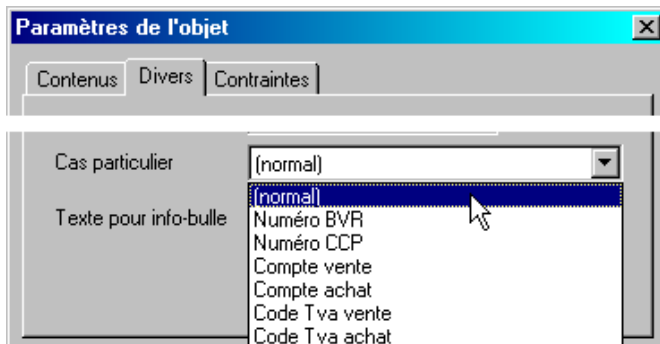 Paramètres de l'objet
Contenus Divers Contraintes
Cas particulier (normal)
(normal)
Texte pour info-bulle Numéro BVR
Numéro CCP
Compte vente
Compte achat
Code Tva vente
Code Tva achat